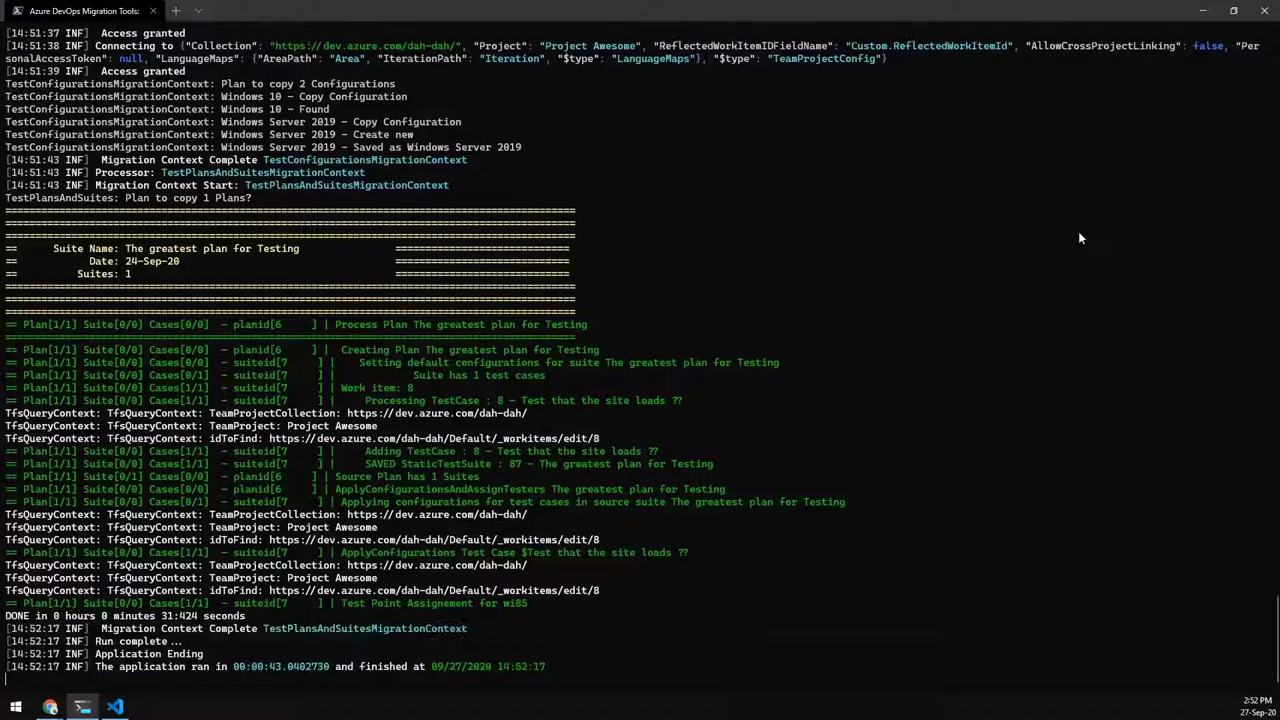 Azure DevOps Migration Tools:
[14:51:37 INF]  Access granted
[14:51:38 INF] Connecting to {"Collection": "https://dev.azure.com/dah-dah/", "Project": "Project Awesome", "ReflectedWorkItemIDFieldName": "Custom.ReflectedWorkItemId", "AllowCrossProjectLinking": false, "Per
sonalAccessToken": null, "LanguageMaps": {"AreaPath": "Area", "IterationPath": "Iteration", "$type": "LanguageMaps"}, "$type": "TeamProjectConfig"}
[14:51:39 INF]  Access granted
TestConfigurationsMigrationContext: Plan to copy 2 Configurations
TestConfigurationsMigrationContext: Windows 10 - Copy Configuration
TestConfigurationsMigrationContext: Windows 10 - Found
TestConfigurationsMigrationContext: Windows Server 2019 - Copy Configuration
TestConfigurationsMigrationContext: Windows Server 2019 - Create new
TestConfigurationsMigrationContext: Windows Server 2019 - Saved as Windows Server 2019
[14:51:43 INF]  Migration Context Complete TestConfigurationsMigrationContext
[14:51:43 INF] Processor: TestPlansAndSuitesMigrationContext
[14:51:43 INF] Migration Context Start: TestPlansAndSuitesMigrationContext
TestPlansAndSuites: Plan to copy 1 Plans?
===============================================================================================
===============================================================================================
===============================================================================================
==      Suite Name: The greatest plan for Testing                =============================
==            Date: 24-Sep-20                                    =============================
==          Suites: 1                                            =============================
===============================================================================================
===============================================================================================
===============================================================================================
== Plan[1/1] Suite[0/0] Cases[0/0]  - planid[6     ] | Process Plan The greatest plan for Testing
===============================================================================================
== Plan[1/1] Suite[0/0] Cases[0/0]  - planid[6     ] |  Creating Plan The greatest plan for Testing
== Plan[1/1] Suite[0/0] Cases[0/0]  - suiteid[7     ] |    Setting default configurations for suite The greatest plan for Testing
== Plan[1/1] Suite[0/0] Cases[0/1]  - suiteid[7     ] |             Suite has 1 test cases
== Plan[1/1] Suite[0/0] Cases[1/1]  - suiteid[7     ] | Work item: 8
== Plan[1/1] Suite[0/0] Cases[1/1]  - suiteid[7     ] |     Processing TestCase : 8 - Test that the site loads ??
TfsQueryContext: TfsQueryContext: TeamProjectCollection: https://dev.azure.com/dah-dah/
TfsQueryContext: TfsQueryContext: TeamProject: Project Awesome
TfsQueryContext: TfsQueryContext: idToFind: https://dev.azure.com/dah-dah/Default/_workitems/edit/8
== Plan[1/1] Suite[0/0] Cases[1/1]  - suiteid[7     ] |     Adding TestCase : 8 - Test that the site loads ??
== Plan[1/1] Suite[0/0] Cases[1/1]  - suiteid[7     ] |     SAVED StaticTestSuite : 87 - The greatest plan for Testing
== Plan[1/1] Suite[0/1] Cases[0/0]  - planid[6     ] | Source Plan has 1 Suites
== Plan[1/1] Suite[0/0] Cases[0/0]  - planid[6     ] | ApplyConfigurationsAndAssignTesters The greatest plan for Testing
== Plan[1/1] Suite[0/0] Cases[0/1]  - suiteid[7     ] | Applying configurations for test cases in source suite The greatest plan for Testing
TfsQueryContext: TfsQueryContext: TeamProjectCollection: https://dev.azure.com/dah-dah/
TfsQueryContext: TfsQueryContext: TeamProject: Project Awesome
TfsQueryContext: TfsQueryContext: idToFind: https://dev.azure.com/dah-dah/Default/_workitems/edit/8
== Plan[1/1] Suite[0/0] Cases[1/1]  - suiteid[7     ] | ApplyConfigurations Test Case $Test that the site loads ??
TfsQueryContext: TfsQueryContext: TeamProjectCollection: https://dev.azure.com/dah-dah/
TfsQueryContext: TfsQueryContext: TeamProject: Project Awesome
TfsQueryContext: TfsQueryContext: idToFind: https://dev.azure.com/dah-dah/Default/_workitems/edit/8
== Plan[1/1] Suite[0/0] Cases[1/1]  - suiteid[7     ] | Test Point Assignement for wi85
DONE in 0 hours 0 minutes 31:424 seconds
[14:52:17 INF]  Migration Context Complete TestPlansAndSuitesMigrationContext
[14:52:17 INF] Run complete...
[14:52:17 INF] Application Ending
[14:52:17 INF] The application ran in 00:00:43.0402730 and finished at 09/27/2020 14:52:17
2:52 PM
27-Sep-20